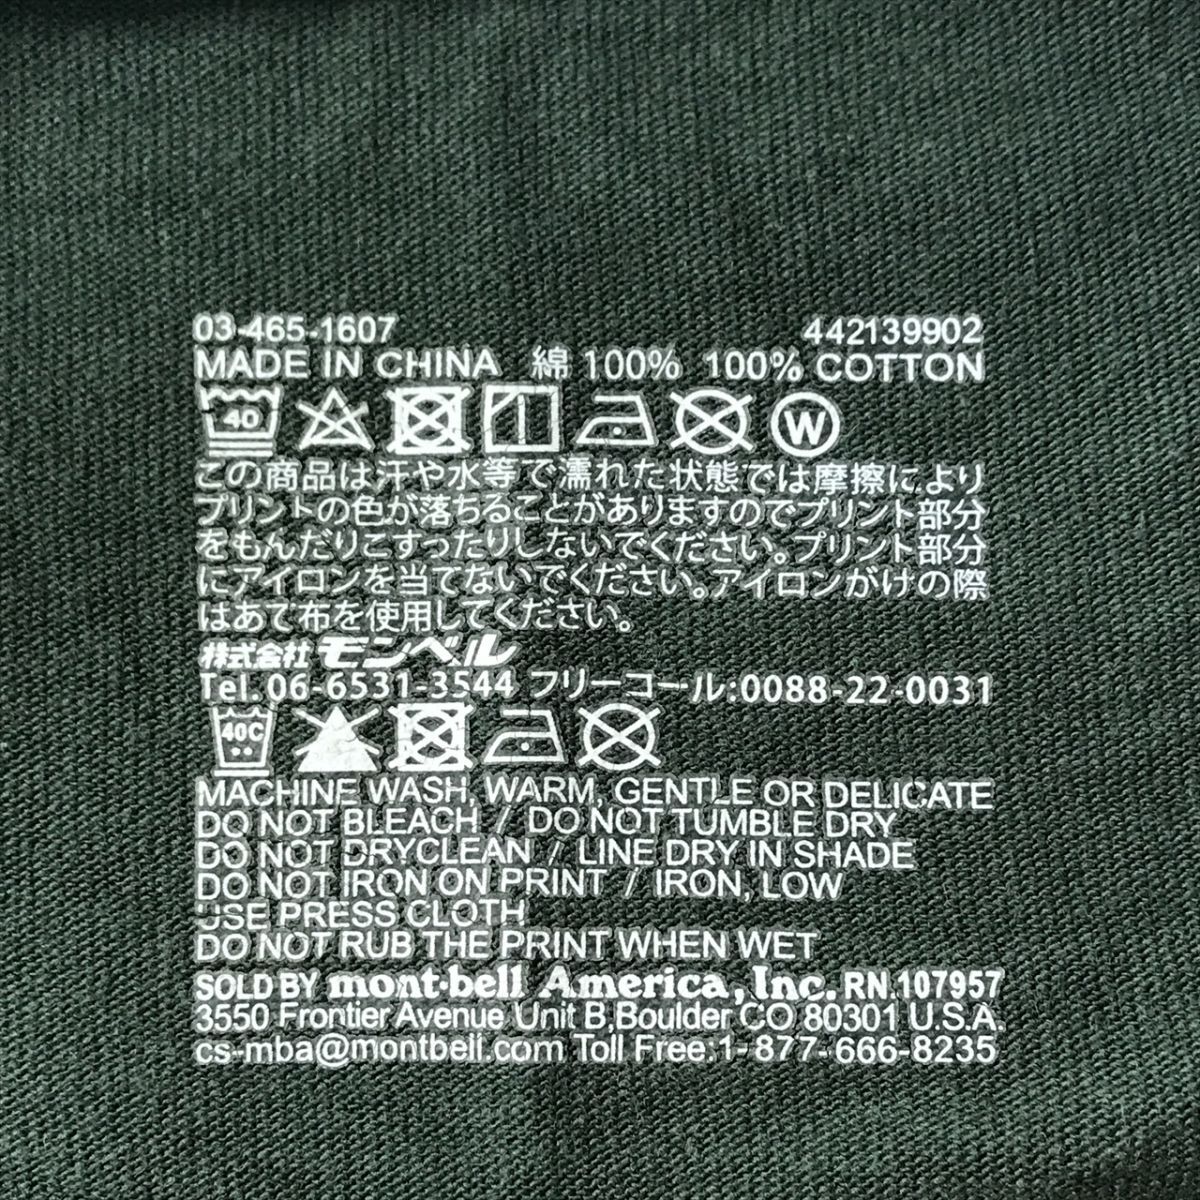 03-465-1607 442139902
MADE IN CHINA 綿 100% 100% COTTON
40 W
この商品は汗や水等で濡れた状態では摩擦により
プリントの色が落ちることがありますのでプリント部分
をもんだりこすったりしないでください。プリント部分
にアイロンを当てないでください。アイロンがけの際
はあて布を使用してください。
株式会社 モンベル
Tel.06-6531-3544 フリーコール:0088-22-0031
40C
MACHINE WASH, WARM, GENTLE OR DELICATE
DO NOT BLEACH / DO NOT TUMBLE DRY
DO NOT DRYCLEAN / LINE DRY IN SHADE
DO NOT IRON ON PRINT / IRON, LOW
USE PRESS CLOTH
DO NOT RUB THE PRINT WHEN WET
SOLD BY mont-bell America, Inc. RN.107957
3550 Frontier Avenue Unit B,Boulder CO 80301 U.S.A.
cs-mba@montbell.com Toll Free:1-877-666-8235